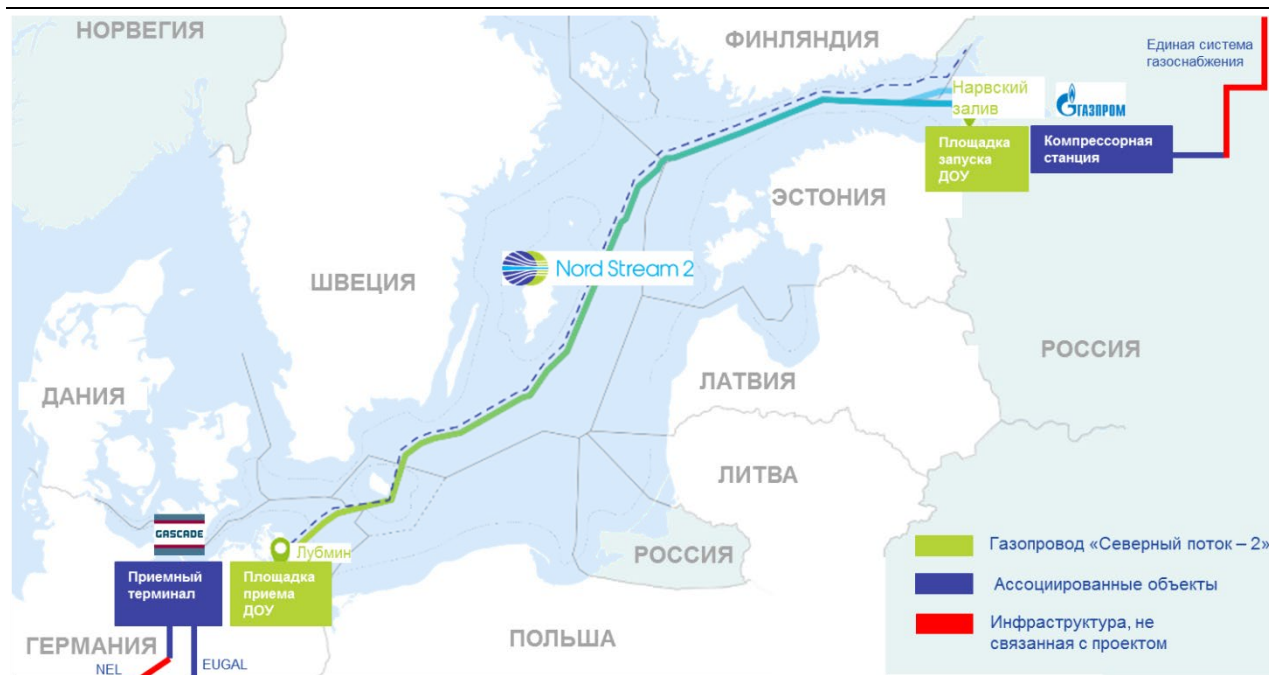 НОРВЕГИЯ
ФИНЛЯНДИЯ
Единая система
газоснабжения
Нарвский
залив
ГАЗПРОМ
Площадка
запуска
ДОУ
Компрессорная
станция
ЭСТОНИЯ
ШВЕЦИЯ
Nord Stream 2
РОССИЯ
ДАНИЯ
ЛАТВИЯ
ЛИТВА
GASCADE
Лубмин
РОССИЯ
Приемный
терминал
Площадка
приема
ДОУ
Газопровод «Северный поток – 2»
Ассоциированные объекты
Инфраструктура, не
связанная с проектом
ГЕРМАНИЯ
ПОЛЬША
NEL
EUGAL